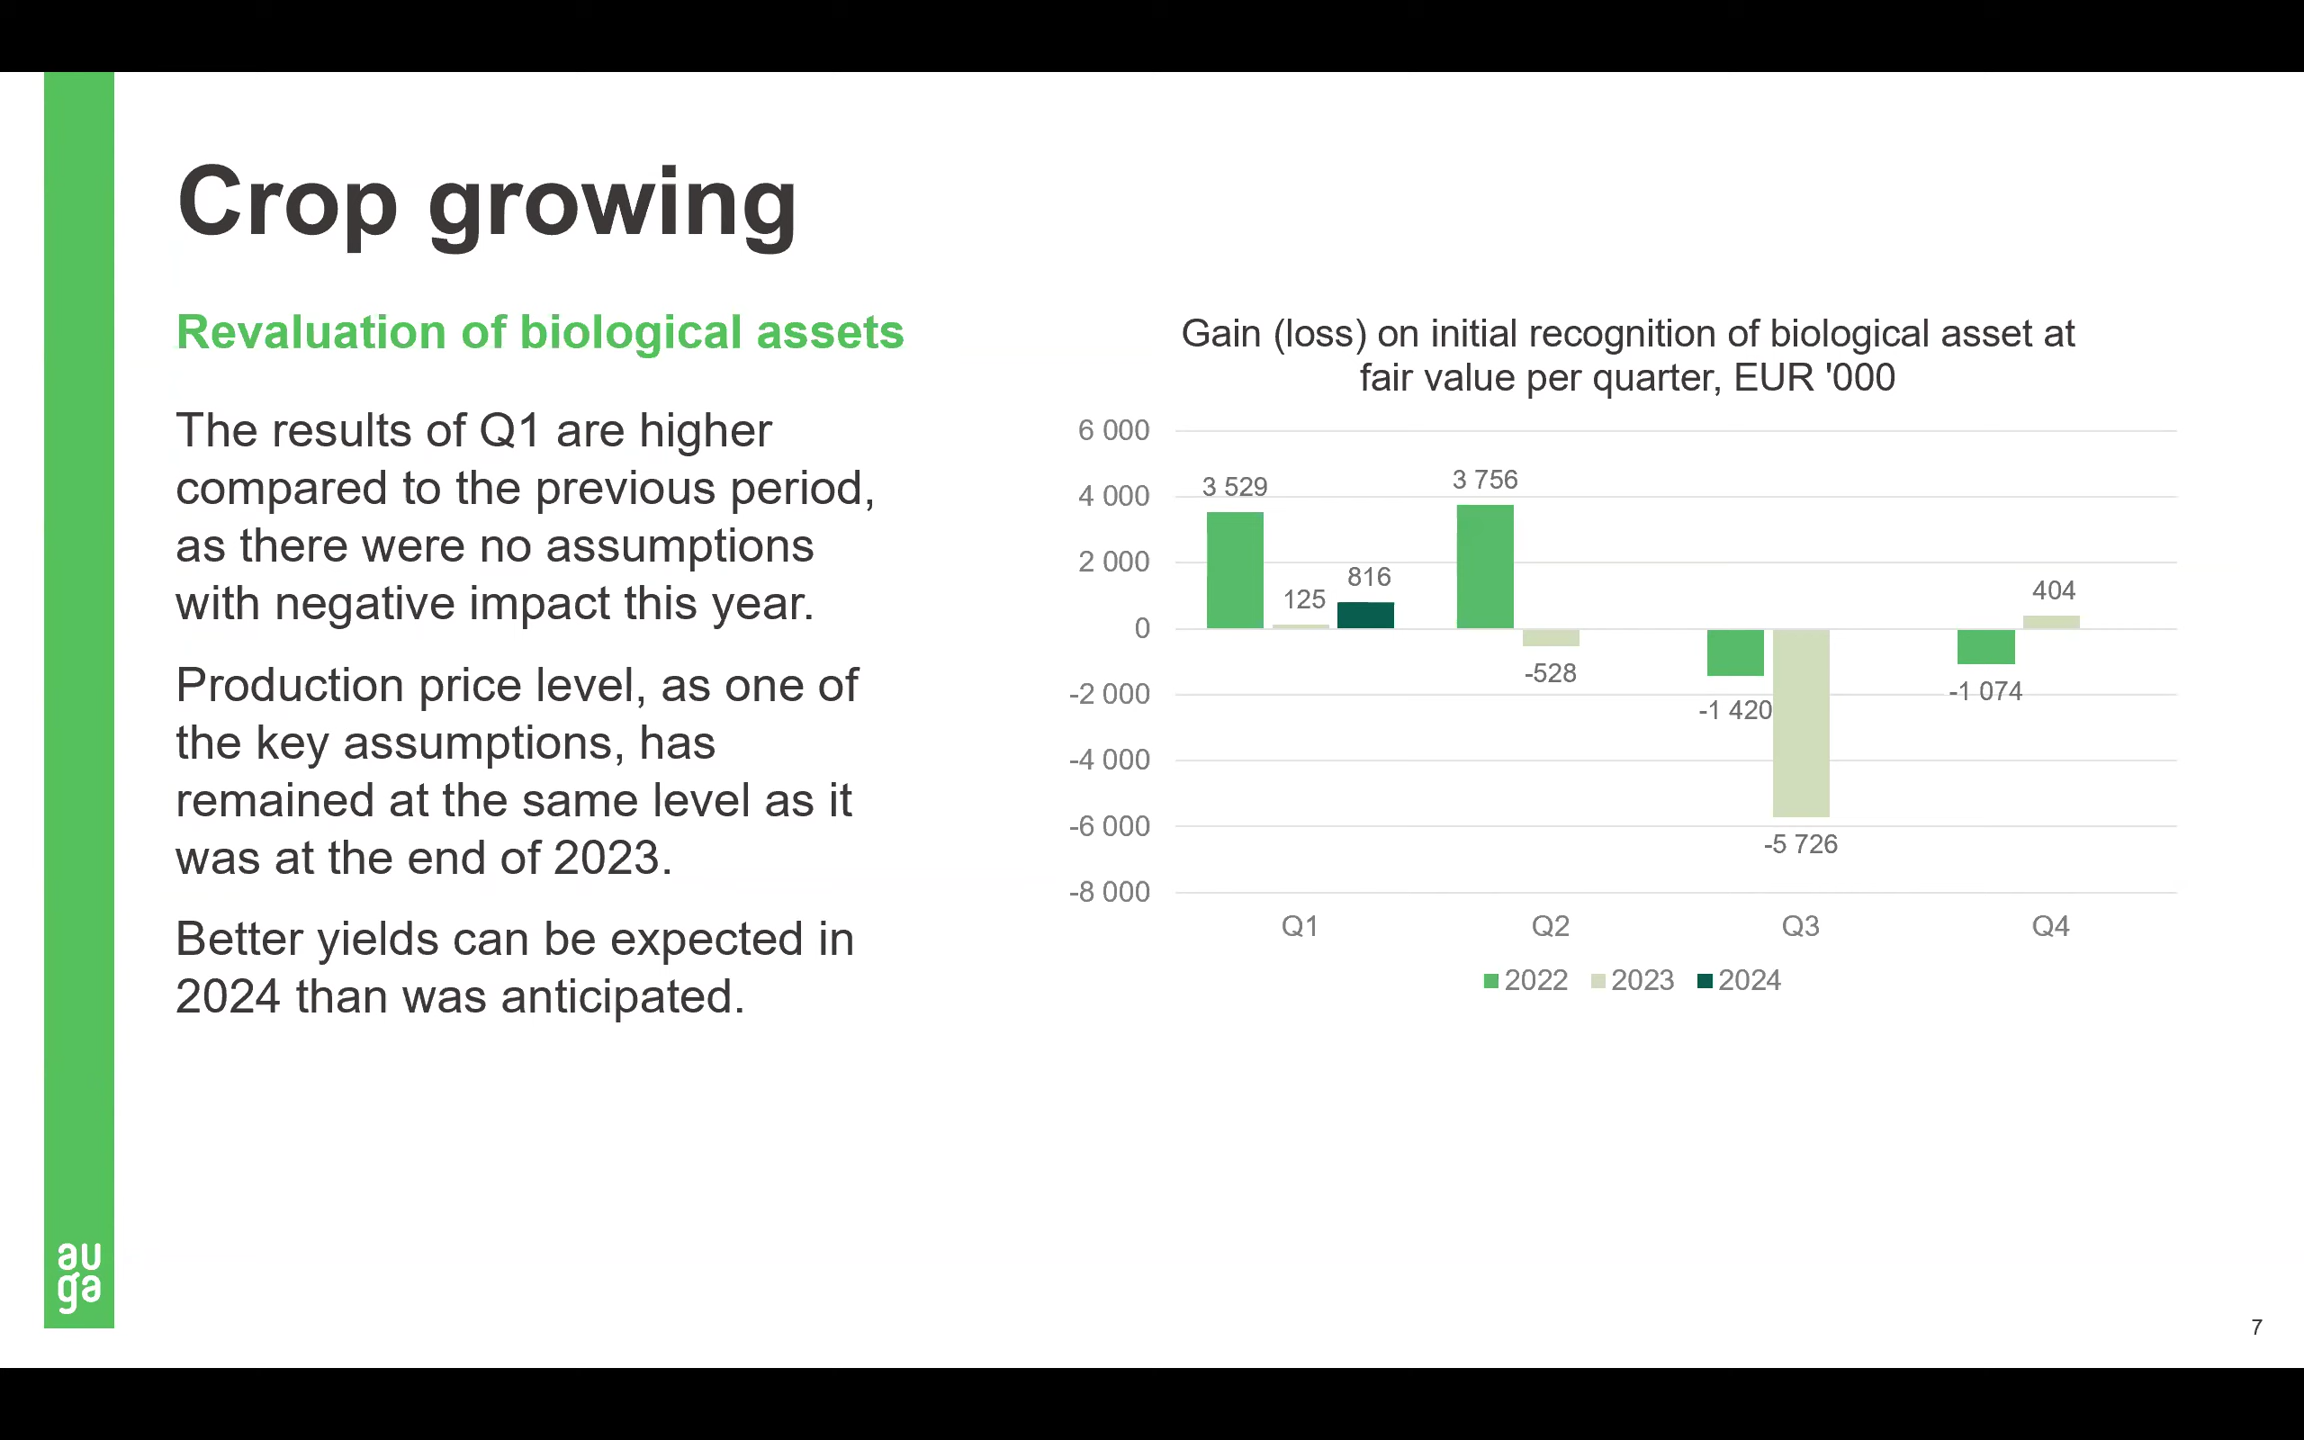 Crop growing
Revaluation of biological assets
The results of Q1 are higher
compared to the previous period,
as there were no assumptions
with negative impact this year.
Production price level, as one of
the key assumptions, has
remained at the same level as it
was at the end of 2023.
Better yields can be expected in
2024 than was anticipated.
Gain (loss) on initial recognition of biological asset at
fair value per quarter, EUR '000
6 000
4 000
2 000
0
-2 000
-4 000
-6 000
-8 000
3 529
125
816
3 756
-528
-1 420
-5 726
-1 074
404
Q1 Q2 Q3 Q4
2022 2023 2024
au
ga
7